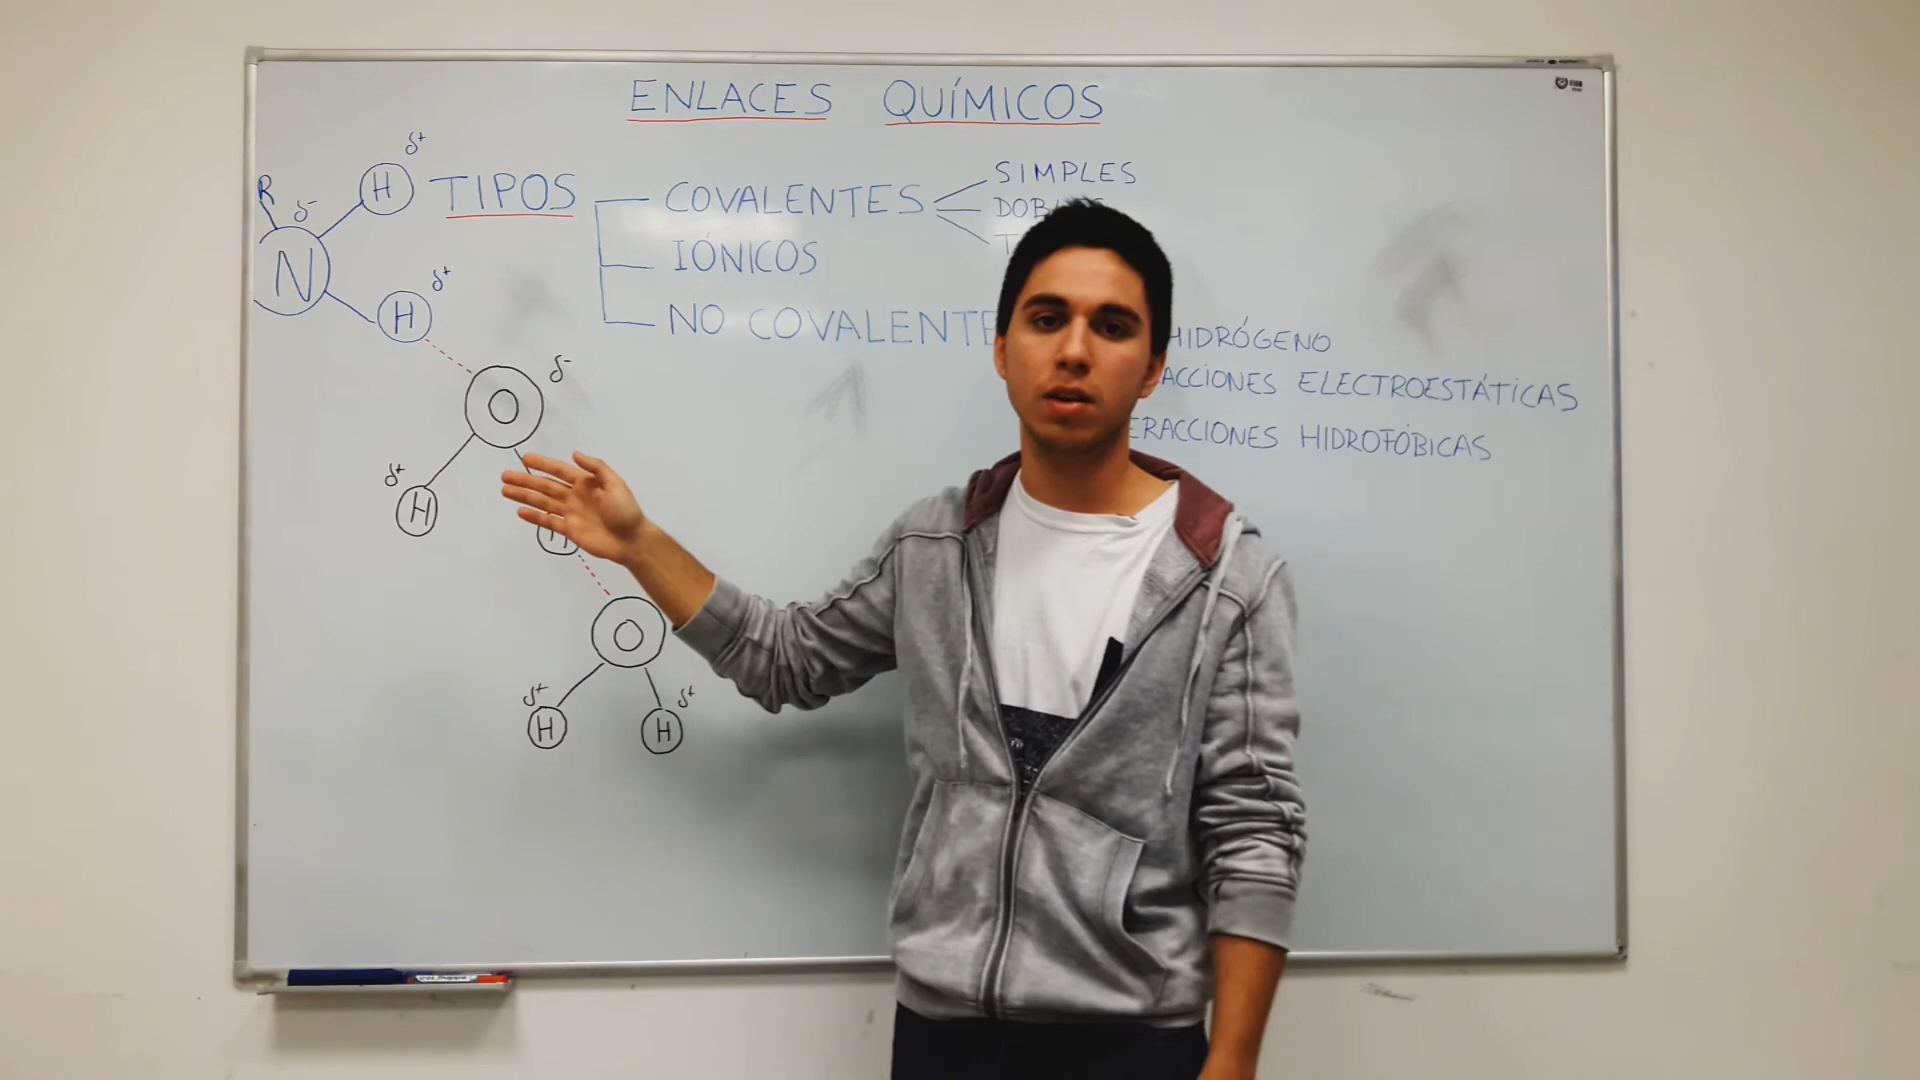 ENLACES QUÍMICOS
TIPOS
COVALENTES
SIMPLES
IÓNICOS
NO COVALENTE
HIDRÓGENO
ACCIONES ELECTROESTÁTICAS
ERACCIONES HIDROFÓBICAS
R
δ-
N
δ+
H
δ+
H
δ-
O
δ+
H
H
O
δ+
H
δ+
H